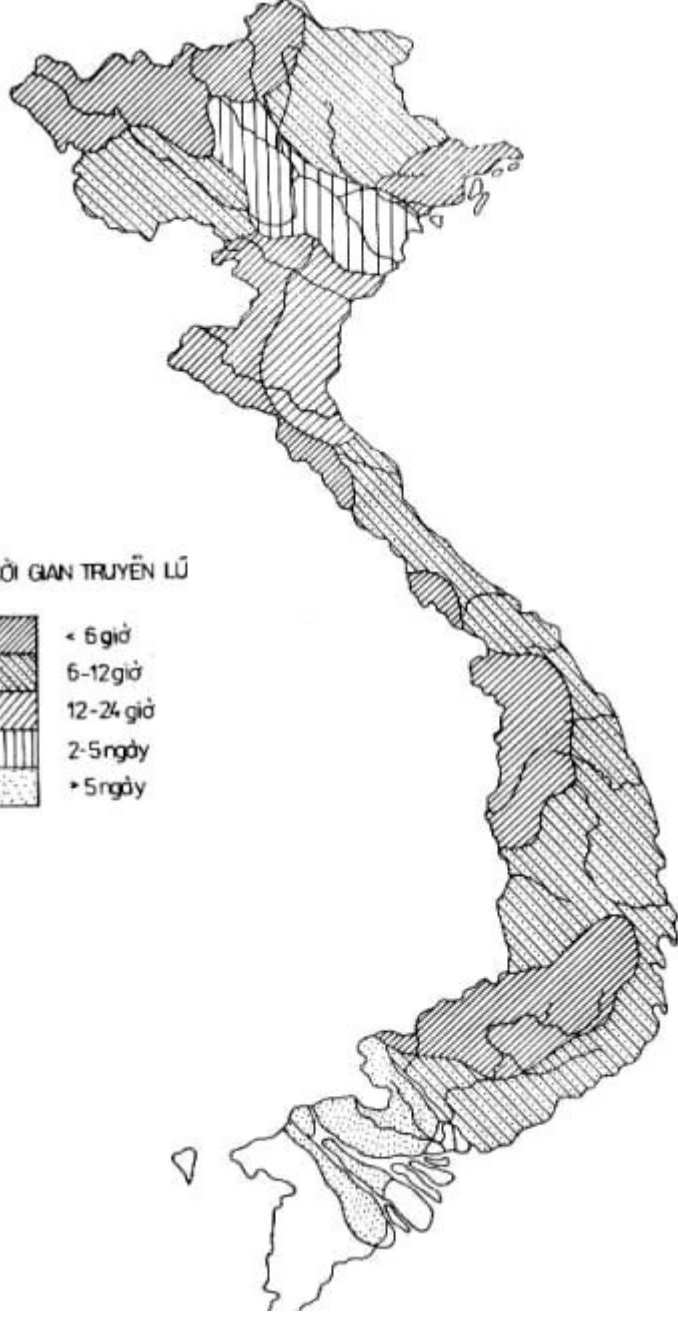 ỜI GIAN TRUYỀN LŨ
< 6 giờ
6-12 giờ
12-24 giờ
2-5 ngày
> 5 ngày